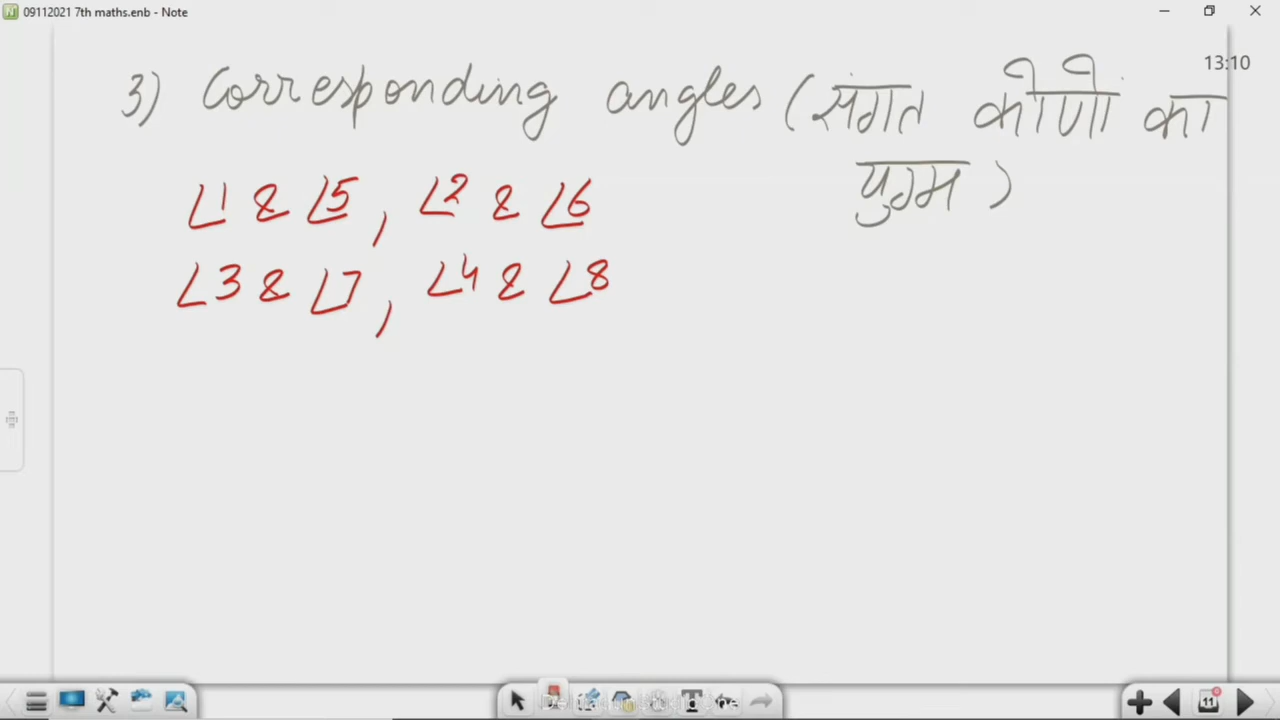 09112021 7th maths.enb - Note
13:10
3) Corresponding angles (संगत कोणों का
युग्म)
∠1 & ∠5, ∠2 & ∠6
∠3 & ∠7, ∠4 & ∠8
11